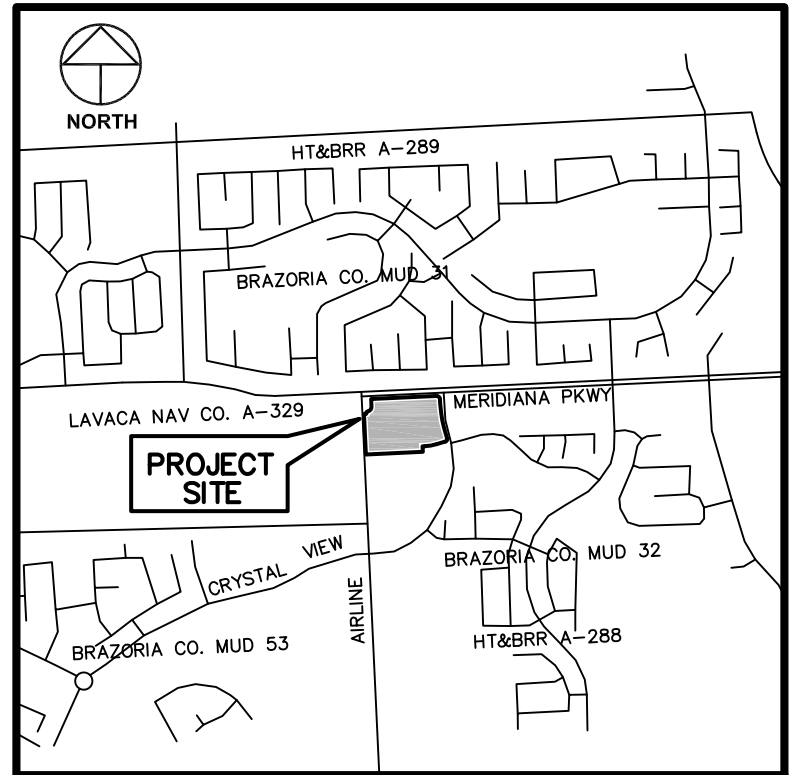 NORTH
HT&BRR A-289
BRAZORIA CO. MUD 31
MERIDIANA PKWY
LAVACA NAV CO. A-329
PROJECT
SITE
CRYSTAL VIEW
BRAZORIA CO. MUD 32
AIRLINE
HT&BRR A-288
BRAZORIA CO. MUD 53